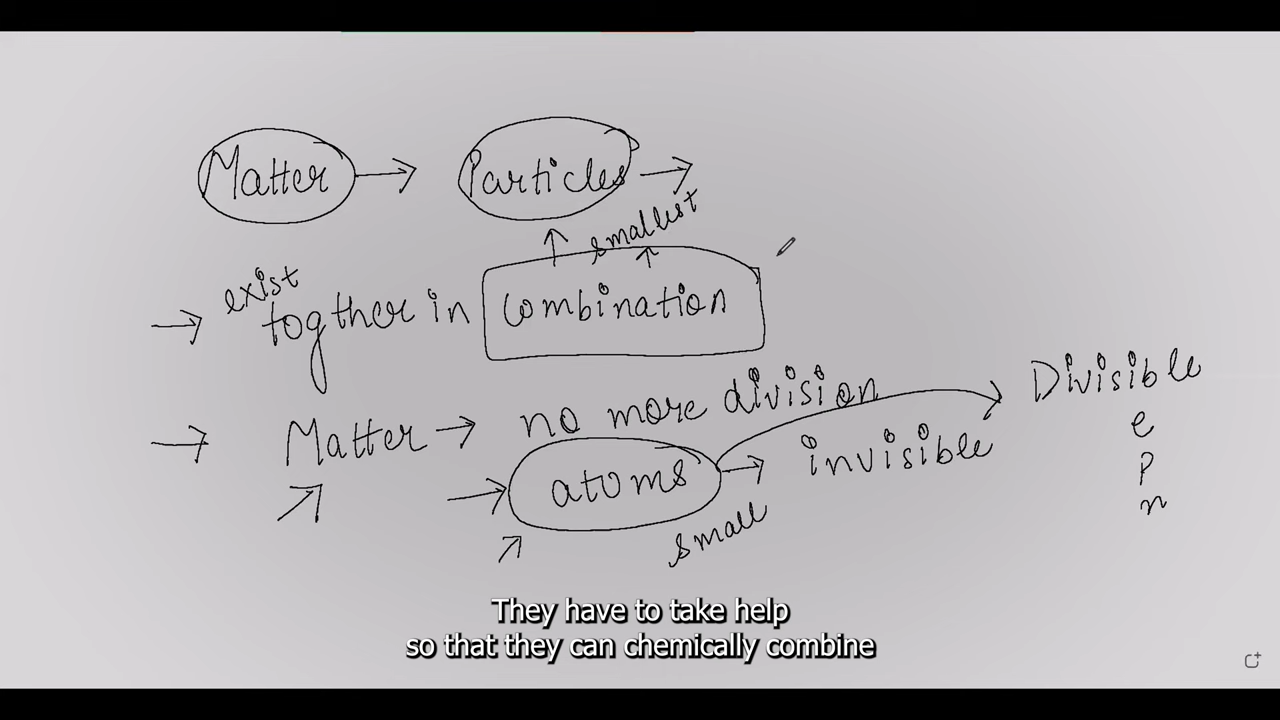 Matter → Particles →
smallest
exist
→ together in combination
→ Matter → no more division
Divisible
→ atoms → invisible
small
e
p
n
They have to take help
so that they can chemically combine